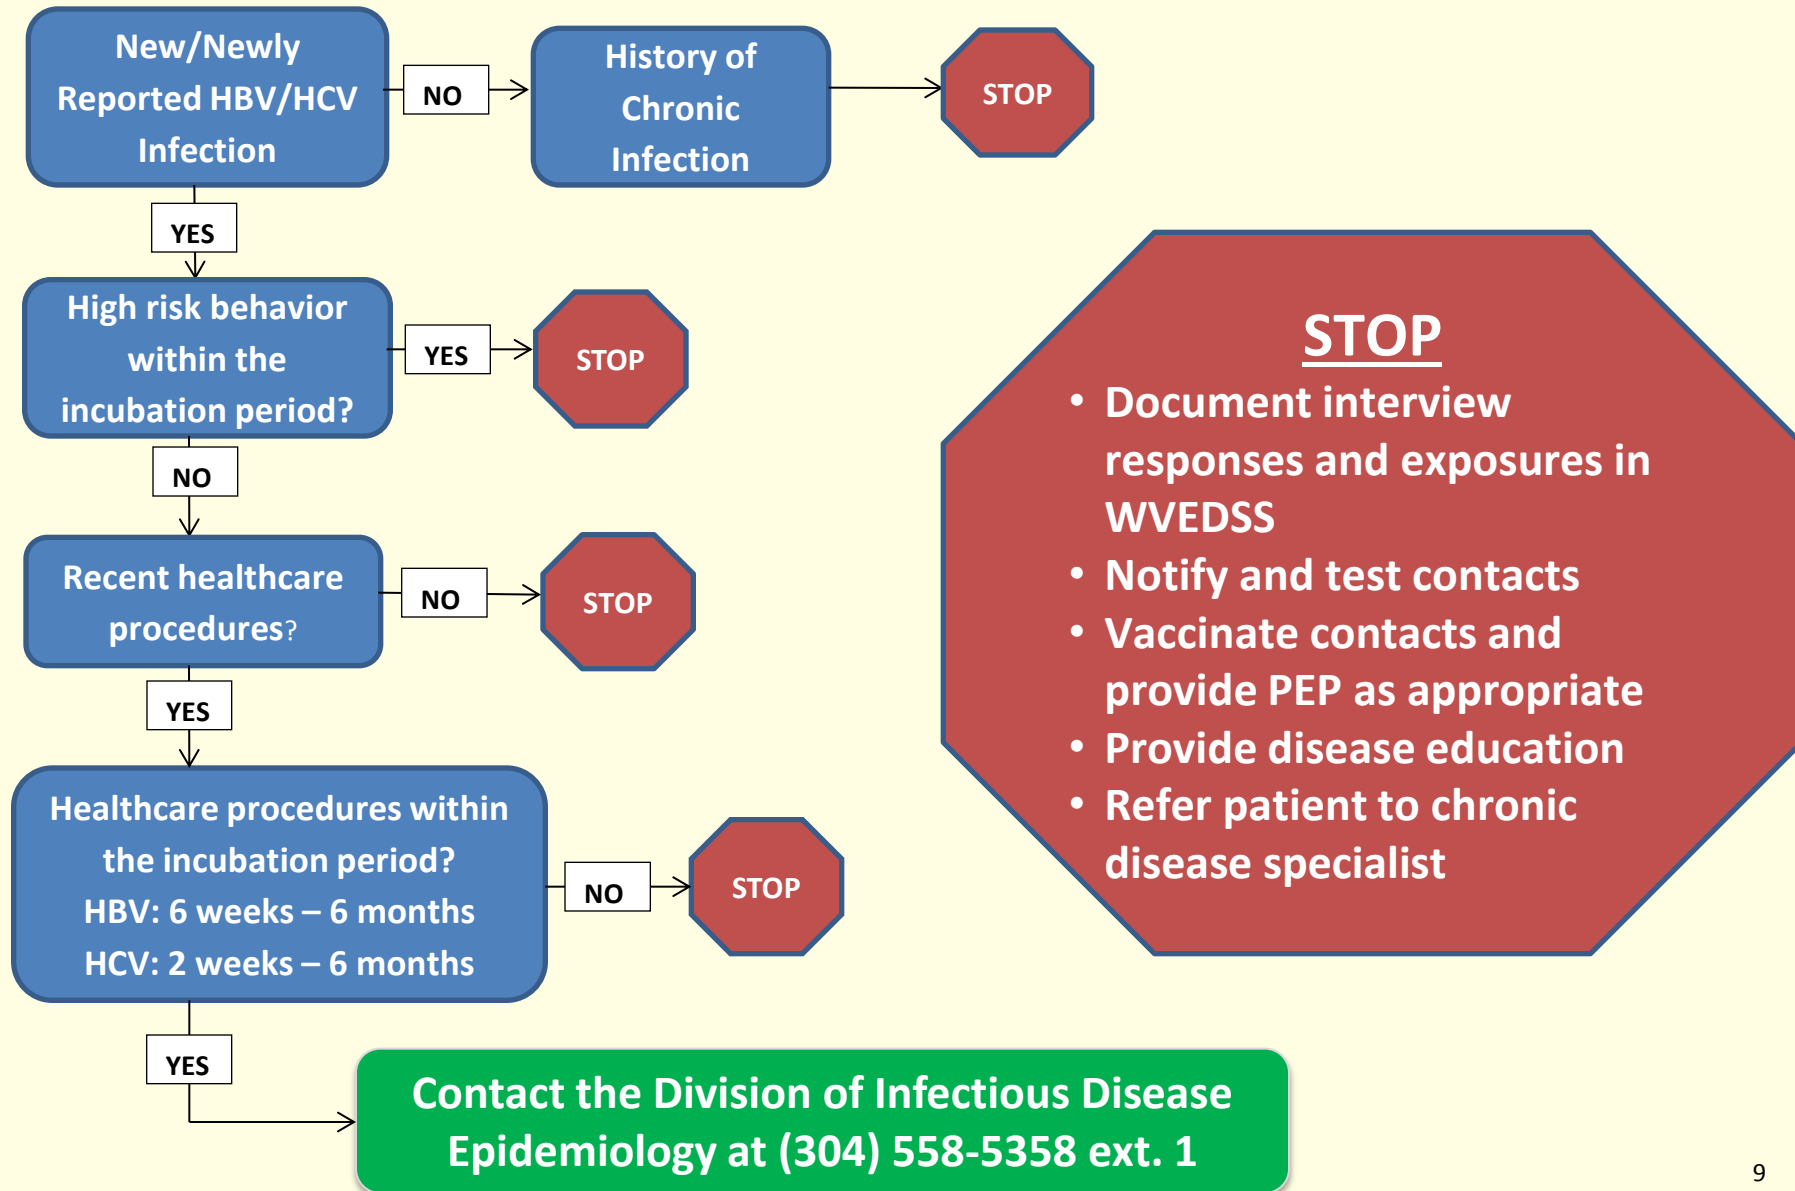 New/Newly
Reported HBV/HCV
Infection
NO
History of
Chronic
Infection
STOP
YES
High risk behavior
within the
incubation period?
YES
STOP
NO
Recent healthcare
procedures?
NO
STOP
YES
Healthcare procedures within
the incubation period?
HBV: 6 weeks – 6 months
HCV: 2 weeks – 6 months
NO
STOP
YES
Contact the Division of Infectious Disease
Epidemiology at (304) 558-5358 ext. 1
STOP
• Document interview
responses and exposures in
WVEDSS
• Notify and test contacts
• Vaccinate contacts and
provide PEP as appropriate
• Provide disease education
• Refer patient to chronic
disease specialist
9